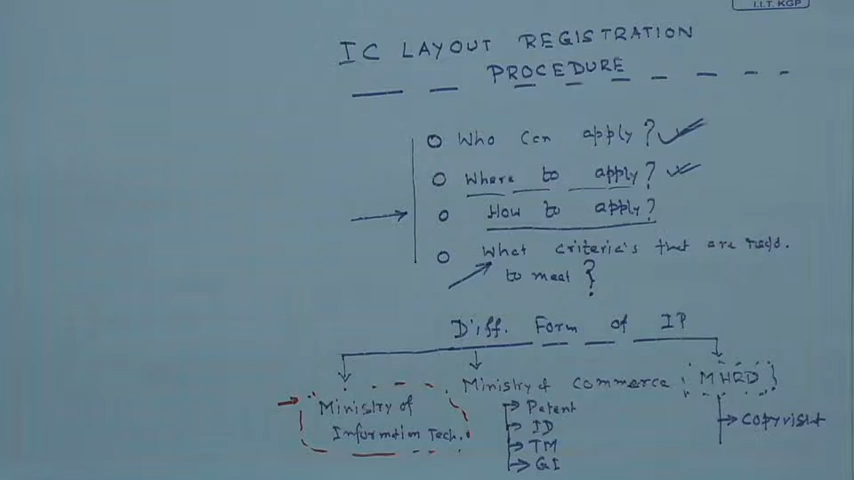 I.I.T. KGP
IC LAYOUT REGISTRATION
PROCEDURE
Who can apply?
Where to apply?
How to apply?
What criteria's that are reqd.
to meet?
Diff. Form of IP
Ministry of
Information Tech.
Ministry of Commerce
Patent
ID
TM
GI
MHRD
Copyright